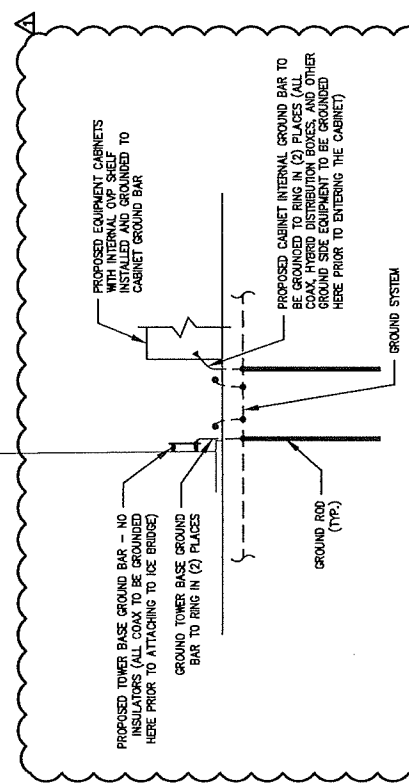 1
PROPOSED EQUIPMENT CABINETS
WITH INTERNAL OVP SHELF
INSTALLED AND GROUNDED TO
CABINET GROUND BAR
PROPOSED TOWER BASE GROUND BAR – NO
INSULATORS (ALL COAX TO BE GROUNDED
HERE PRIOR TO ATTACHING TO ICE BRIDGE)
GROUND TOWER BASE GROUND
BAR TO RING IN (2) PLACES
PROPOSED CABINET INTERNAL GROUND BAR TO
BE GROUNDED TO RING IN (2) PLACES (ALL
COAX, HYBRID DISTRIBUTION BOXES, AND OTHER
GROUND SIDE EQUIPMENT TO BE GROUNDED
HERE PRIOR TO ENTERING THE CABINET)
GROUND ROD
(TYP.)
GROUND SYSTEM